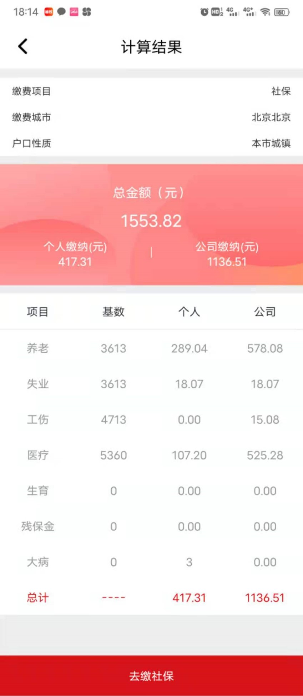 18:14
计算结果
缴费项目 社保
缴费城市 北京北京
户口性质 本市城镇
总金额（元）
1553.82
个人缴纳(元) 公司缴纳(元)
417.31 1136.51
项目 基数 个人 公司
养老 3613 289.04 578.08
失业 3613 18.07 18.07
工伤 4713 0.00 15.08
医疗 5360 107.20 525.28
生育 0 0.00 0.00
残保金 0 0.00 0.00
大病 0 3 0.00
总计 ---- 417.31 1136.51
去缴社保